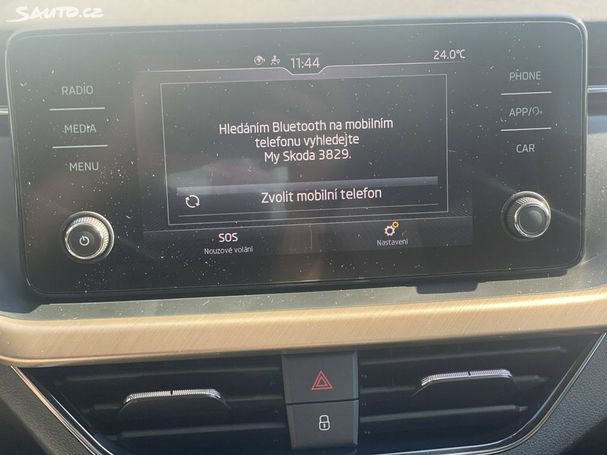 Sauto.cz
11:44
24.0°C
RADIO
MEDIA
MENU
Hledáním Bluetooth na mobilním
telefonu vyhledejte
My Skoda 3829.
Zvolit mobilní telefon
SOS
Nouzové volání
Nastavení
PHONE
APP/
CAR